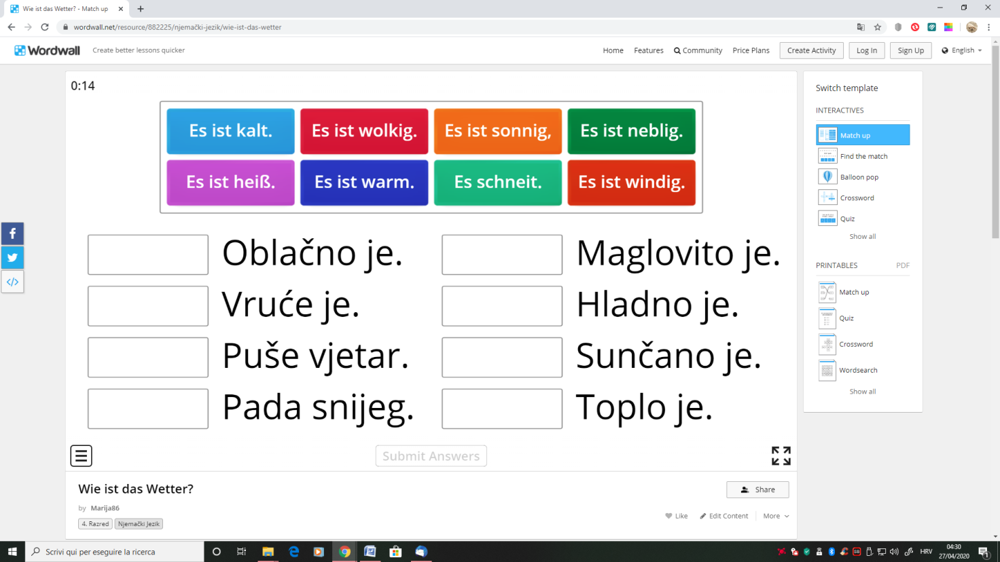 Wie ist das Wetter? - Match up
wordwall.net/resource/882225/njemački-jezik/wie-ist-das-wetter
Wordwall
Create better lessons quicker
Home Features Community Price Plans Create Activity Log In Sign Up English
0:14
Es ist kalt. Es ist wolkig. Es ist sonnig, Es ist neblig.
Es ist heiß. Es ist warm. Es schneit. Es ist windig.
Oblačno je. Maglovito je.
Vruće je. Hladno je.
Puše vjetar. Sunčano je.
Pada snijeg. Toplo je.
Submit Answers
Wie ist das Wetter?
Share
by Marija86
Like Edit Content More
4. Razred Njemački Jezik
Switch template
INTERACTIVES
Match up
Find the match
Balloon pop
Crossword
Quiz
Show all
PRINTABLES PDF
Match up
Quiz
Crossword
Wordsearch
Show all
Scrivi qui per eseguire la ricerca
HRV
04:30
27/04/2020
1